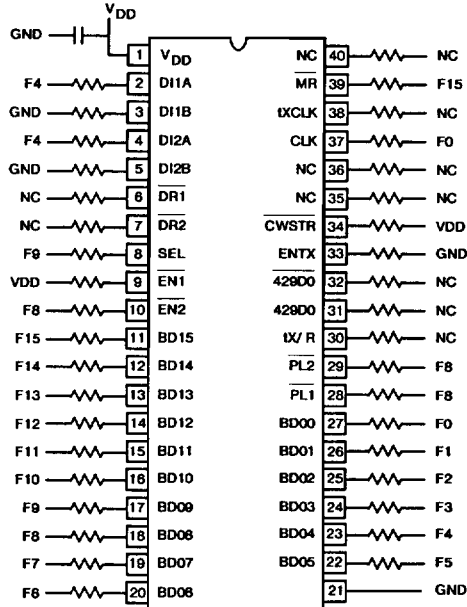 VDD
GND
1 VDD NC 40 NC
F4 2 DI1A MR 39 F15
GND 3 DI1B tXCLK 38 NC
F4 4 DI2A CLK 37 F0
GND 5 DI2B NC 36 NC
NC 6 DR1 NC 35 NC
NC 7 DR2 CWSTR 34 VDD
F9 8 SEL ENTX 33 GND
VDD 9 EN1 429D0 32 NC
F8 10 EN2 429D0 31 NC
F15 11 BD15 tX/ R 30 NC
F14 12 BD14 PL2 29 F8
F13 13 BD13 PL1 28 F8
F12 14 BD12 BD00 27 F0
F11 15 BD11 BD01 26 F1
F10 16 BD10 BD02 25 F2
F9 17 BD09 BD03 24 F3
F8 18 BD08 BD04 23 F4
F7 19 BD07 BD05 22 F5
F6 20 BD06 21 GND